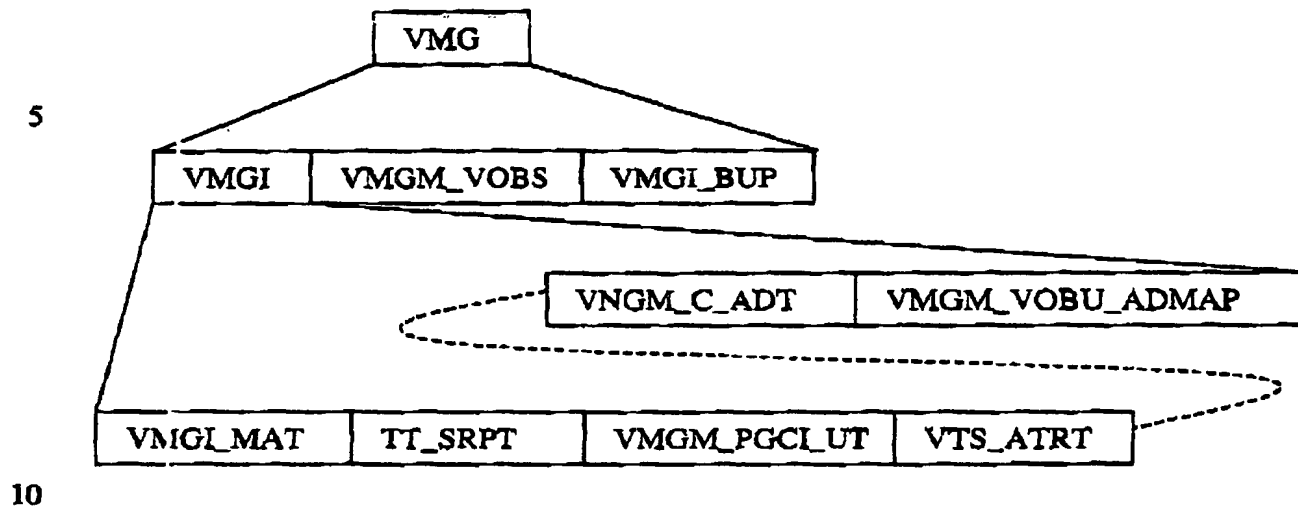 VMG
5
VMGI VMGM_VOBS VMGI_BUP
VNGM_C_ADT VMGM_VOBU_ADMAP
VMGI_MAT TT_SRPT VMGM_PGCI_UT VTS_ATRT
10